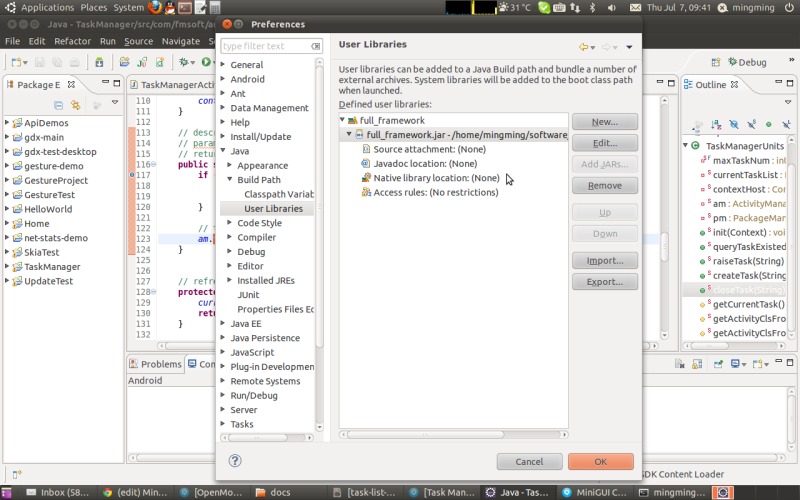 Applications Places System 31 °C Thu Jul 7, 09:41 mingming
Java - TaskManager/src/com/fmsoft/
Preferences
File Edit Refactor Run Source Navigate
type filter text
User Libraries
User libraries can be added to a Java Build path and bundle a number of
external archives. System libraries will be added to the boot class path
when launched.
Defined user libraries:
full_framework
full_framework.jar - /home/mingming/software
Source attachment: (None)
Javadoc location: (None)
Native library location: (None)
Access rules: (No restrictions)
New...
Edit...
Add JARs...
Remove
Up
Down
Import...
Export...
Cancel
OK
General
Android
Ant
Data Management
Help
Install/Update
Java
Appearance
Build Path
Classpath Variab
User Libraries
Code Style
Compiler
Debug
Editor
Installed JREs
JUnit
Properties Files Ed
Java EE
Java Persistence
JavaScript
Plug-in Developmen
Remote Systems
Run/Debug
Server
Tasks
Package E
ApiDemos
gdx-main
gdx-test-desktop
gesture-demo
GestureProject
GestureTest
HelloWorld
Home
net-stats-demo
SkiaTest
TaskManager
UpdateTest
TaskManagerActi
110 con
111 }
112
113 // desc
114 // para
115 // retu
116 public s
117 if
118
119
120 }
121
122 // s
123 am.
124 }
125
126
127 // refre
128 protecte
129 curr
130 retu
131 }
132
Problems Con
Android
Debug
Outline
TaskManagerUnits
maxTaskNum : int
currentTaskList :
contextHost : Con
am : ActivityMana
pm : PackageMan
init(Context) : voi
queryTaskExisted
raiseTask(String)
createTask(String
closeTask(String)
getCurrentTask()
getActivityClsFro
getActivityClsFro
SDK Content Loader
Inbox (58... (edit) Min... [OpenMo... docs [task-list-... [Task Man... Java - Tas... MiniGUI C... mingming...